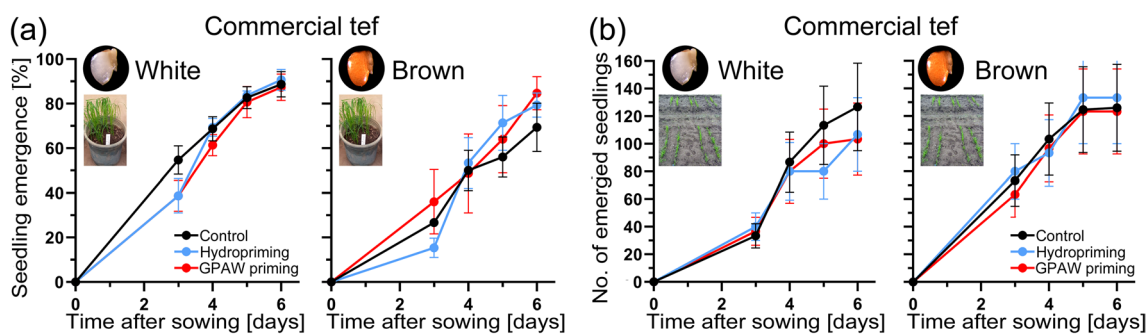 (a)
Commercial tef
White
Brown
Seedling emergence [%]
100
80
60
40
20
0
0 2 4 6
0 2 4 6
Control
Hydropriming
GPAW priming
Time after sowing [days]
Time after sowing [days]
(b)
Commercial tef
White
Brown
No. of emerged seedlings
160
140
120
100
80
60
40
20
0
0 2 4 6
0 2 4 6
Control
Hydropriming
GPAW priming
Time after sowing [days]
Time after sowing [days]